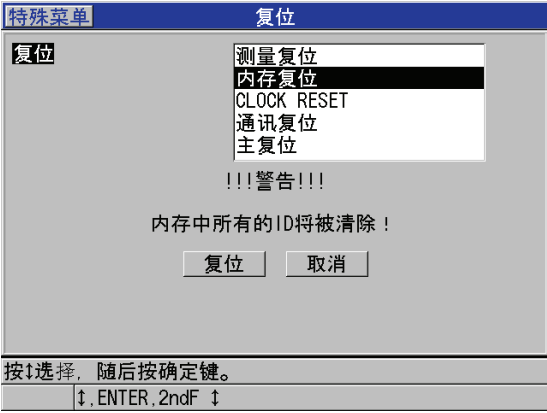 特殊菜单 复位
复位
测量复位
内存复位
CLOCK RESET
通讯复位
主复位
!!!警告!!!
内存中所有的ID将被清除！
复位 取消
按↕选择，随后按确定键。
↕,ENTER,2ndF ↕